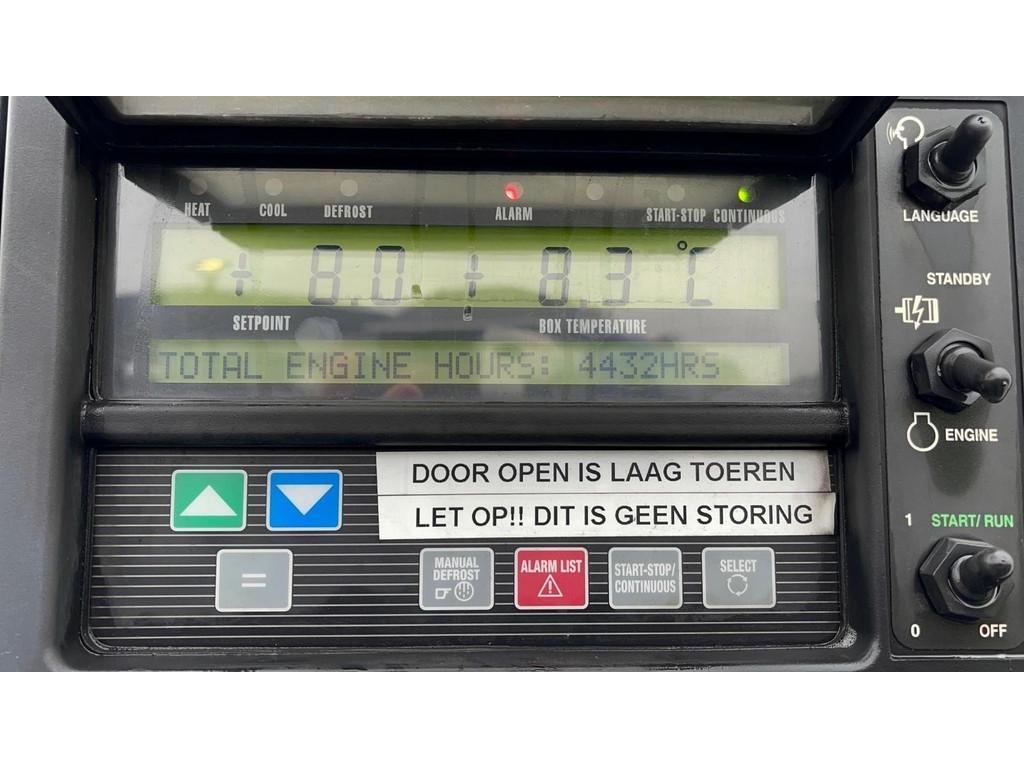 HEAT COOL DEFROST ALARM START-STOP CONTINUOUS
+ 8.0 + 8.3 °C
SETPOINT BOX TEMPERATURE
TOTAL ENGINE HOURS: 4432HRS
DOOR OPEN IS LAAG TOEREN
LET OP!! DIT IS GEEN STORING
=
MANUAL
DEFROST
ALARM LIST
START-STOP/
CONTINUOUS
SELECT
LANGUAGE
STANDBY
ENGINE
1 START/RUN
0 OFF